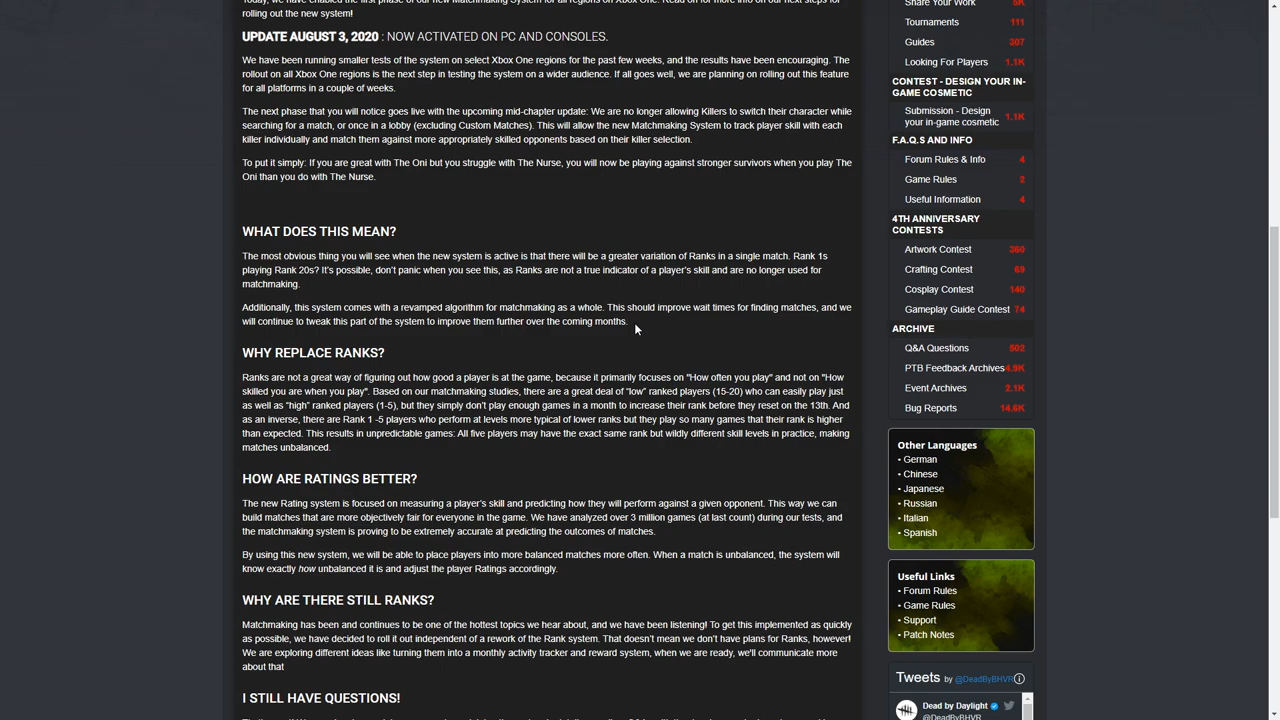 Today, we have enabled the first phase of our new Matchmaking System for all regions on Xbox One. Read on for more info on our next steps for
rolling out the new system!
UPDATE AUGUST 3, 2020 : NOW ACTIVATED ON PC AND CONSOLES.
We have been running smaller tests of the system on select Xbox One regions for the past few weeks, and the results have been encouraging. The
rollout on all Xbox One regions is the next step in testing the system on a wider audience. If all goes well, we are planning on rolling out this feature
for all platforms in a couple of weeks.
The next phase that you will notice goes live with the upcoming mid-chapter update: We are no longer allowing Killers to switch their character while
searching for a match, or once in a lobby (excluding Custom Matches). This will allow the new Matchmaking System to track player skill with each
killer individually and match them against more appropriately skilled opponents based on their killer selection.
To put it simply: If you are great with The Oni but you struggle with The Nurse, you will now be playing against stronger survivors when you play The
Oni than you do with The Nurse.
WHAT DOES THIS MEAN?
The most obvious thing you will see when the new system is active is that there will be a greater variation of Ranks in a single match. Rank 1s
playing Rank 20s? It's possible, don't panic when you see this, as Ranks are not a true indicator of a player's skill and are no longer used for
matchmaking.
Additionally, this system comes with a revamped algorithm for matchmaking as a whole. This should improve wait times for finding matches, and we
will continue to tweak this part of the system to improve them further over the coming months.
WHY REPLACE RANKS?
Ranks are not a great way of figuring out how good a player is at the game, because it primarily focuses on "How often you play" and not on "How
skilled you are when you play". Based on our matchmaking studies, there are a great deal of "low" ranked players (15-20) who can easily play just
as well as "high" ranked players (1-5), but they simply don't play enough games in a month to increase their rank before they reset on the 13th. And
as an inverse, there are Rank 1 -5 players who perform at levels more typical of lower ranks but they play so many games that their rank is higher
than expected. This results in unpredictable games: All five players may have the exact same rank but wildly different skill levels in practice, making
matches unbalanced.
HOW ARE RATINGS BETTER?
The new Rating system is focused on measuring a player's skill and predicting how they will perform against a given opponent. This way we can
build matches that are more objectively fair for everyone in the game. We have analyzed over 3 million games (at last count) during our tests, and
the matchmaking system is proving to be extremely accurate at predicting the outcomes of matches.
By using this new system, we will be able to place players into more balanced matches more often. When a match is unbalanced, the system will
know exactly how unbalanced it is and adjust the player Ratings accordingly.
WHY ARE THERE STILL RANKS?
Matchmaking has been and continues to be one of the hottest topics we hear about, and we have been listening! To get this implemented as quickly
as possible, we have decided to roll it out independent of a rework of the Rank system. That doesn't mean we don't have plans for Ranks, however!
We are exploring different ideas like turning them into a monthly activity tracker and reward system, when we are ready, we'll communicate more
about that
I STILL HAVE QUESTIONS!
Share Your Work 5K
Tournaments 111
Guides 307
Looking For Players 1.1K
CONTEST - DESIGN YOUR IN-
GAME COSMETIC
Submission - Design
your in-game cosmetic 1.1K
F.A.Q.S AND INFO
Forum Rules & Info 4
Game Rules 2
Useful Information 4
4TH ANNIVERSARY
CONTESTS
Artwork Contest 360
Crafting Contest 69
Cosplay Contest 140
Gameplay Guide Contest 74
ARCHIVE
Q&A Questions 502
PTB Feedback Archives 4.9K
Event Archives 2.1K
Bug Reports 14.6K
Other Languages
• German
• Chinese
• Japanese
• Russian
• Italian
• Spanish
Useful Links
• Forum Rules
• Game Rules
• Support
• Patch Notes
Tweets by @DeadByBHVR
Dead by Daylight
@DeadByBHVR